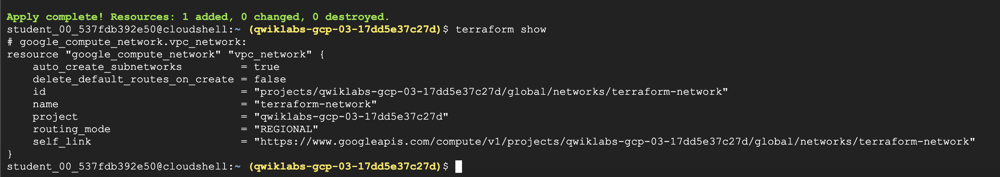 Apply complete! Resources: 1 added, 0 changed, 0 destroyed.
student_00_537fdb392e50@cloudshell:~ (qwiklabs-gcp-03-17dd5e37c27d)$ terraform show
# google_compute_network.vpc_network:
resource "google_compute_network" "vpc_network" {
    auto_create_subnetworks         = true
    delete_default_routes_on_create = false
    id                              = "projects/qwiklabs-gcp-03-17dd5e37c27d/global/networks/terraform-network"
    name                            = "terraform-network"
    project                         = "qwiklabs-gcp-03-17dd5e37c27d"
    routing_mode                    = "REGIONAL"
    self_link                       = "https://www.googleapis.com/compute/v1/projects/qwiklabs-gcp-03-17dd5e37c27d/global/networks/terraform-network"
}
student_00_537fdb392e50@cloudshell:~ (qwiklabs-gcp-03-17dd5e37c27d)$